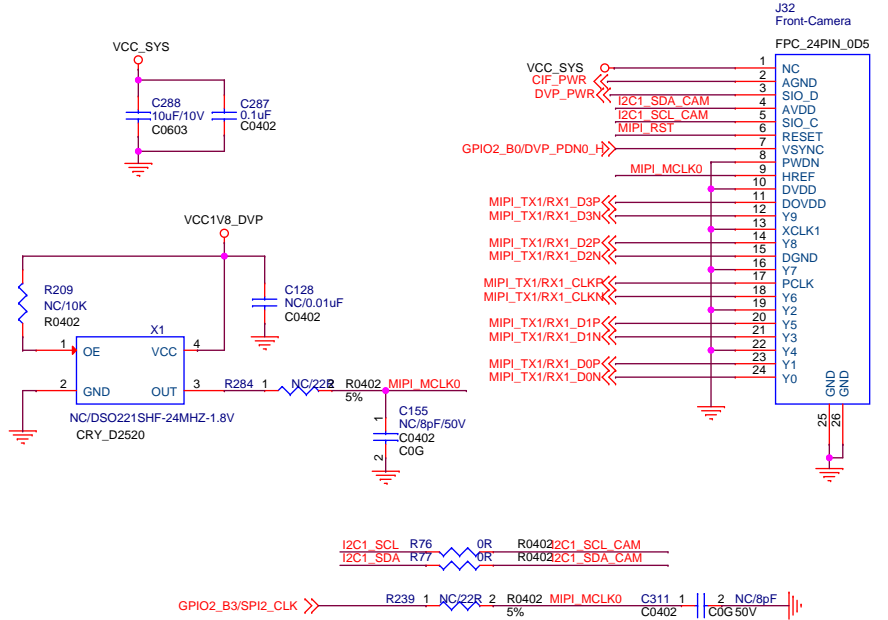 J32
Front-Camera
FPC_24PIN_0D5
VCC_SYS
C288
10uF/10V
C0603
C287
0.1uF
C0402
VCC_SYS
CIF_PWR
DVP_PWR
I2C1_SDA_CAM
I2C1_SCL_CAM
MIPI_RST
GPIO2_B0/DVP_PDN0_H
MIPI_MCLK0
MIPI_TX1/RX1_D3P
MIPI_TX1/RX1_D3N
MIPI_TX1/RX1_D2P
MIPI_TX1/RX1_D2N
MIPI_TX1/RX1_CLKP
MIPI_TX1/RX1_CLKN
MIPI_TX1/RX1_D1P
MIPI_TX1/RX1_D1N
MIPI_TX1/RX1_D0P
MIPI_TX1/RX1_D0N
1 NC
2 AGND
3 SIO_D
4 AVDD
5 SIO_C
6 RESET
7 VSYNC
8 PWDN
9 HREF
10 DVDD
11 DOVDD
12 Y9
13 XCLK1
14 Y8
15 DGND
16 Y7
17 PCLK
18 Y6
19 Y2
20 Y5
21 Y3
22 Y4
23 Y1
24 Y0
GND
GND
25
26
VCC1V8_DVP
R209
NC/10K
R0402
C128
NC/0.01uF
C0402
X1
1 OE
VCC 4
2 GND
OUT 3
NC/DSO221SHF-24MHZ-1.8V
CRY_D2520
R284 1 NC/22R 2 R0402 MIPI_MCLK0
5%
C155
1
NC/8pF/50V
C0402
C0G
2
I2C1_SCL R76 0R R0402 I2C1_SCL_CAM
I2C1_SDA R77 0R R0402 I2C1_SDA_CAM
GPIO2_B3/SPI2_CLK R239 1 NC/22R 2 R0402 MIPI_MCLK0 C311 1 2 NC/8pF
5% C0402 C0G 50V